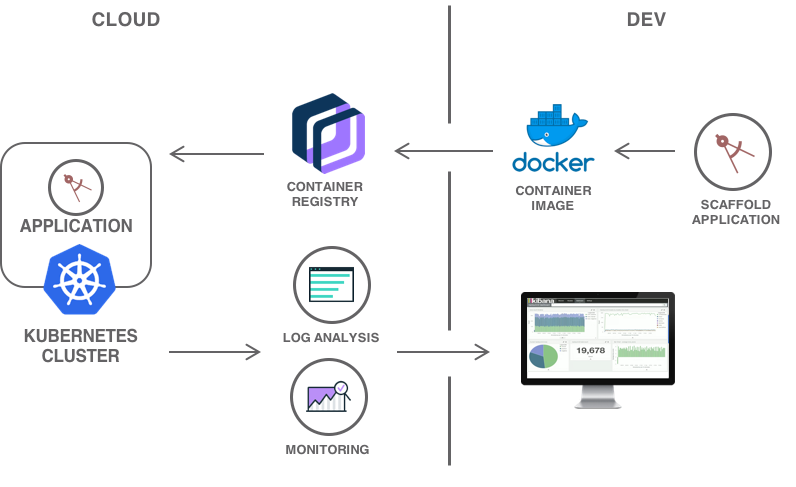 CLOUD
DEV
docker
CONTAINER
REGISTRY
CONTAINER
IMAGE
SCAFFOLD
APPLICATION
APPLICATION
KUBERNETES
CLUSTER
LOG ANALYSIS
MONITORING
kibana
19,678